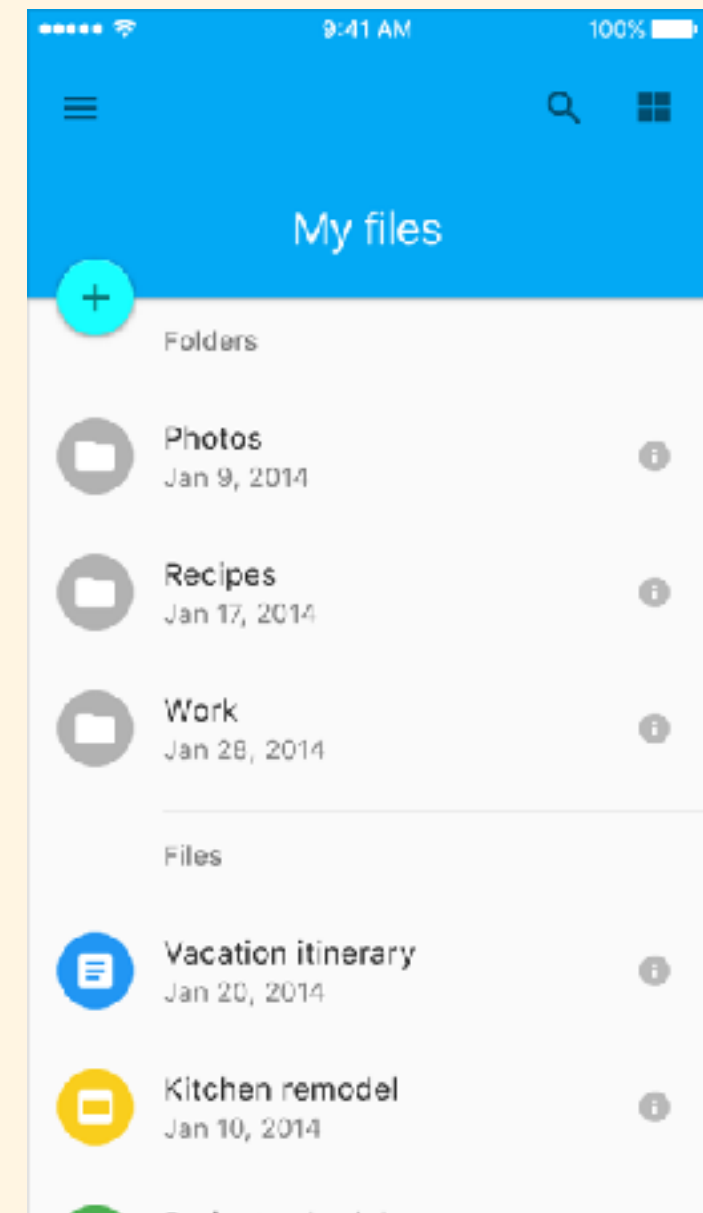 9:41 AM
100%
My files
Folders
Photos
Jan 9, 2014
Recipes
Jan 17, 2014
Work
Jan 28, 2014
Files
Vacation itinerary
Jan 20, 2014
Kitchen remodel
Jan 10, 2014